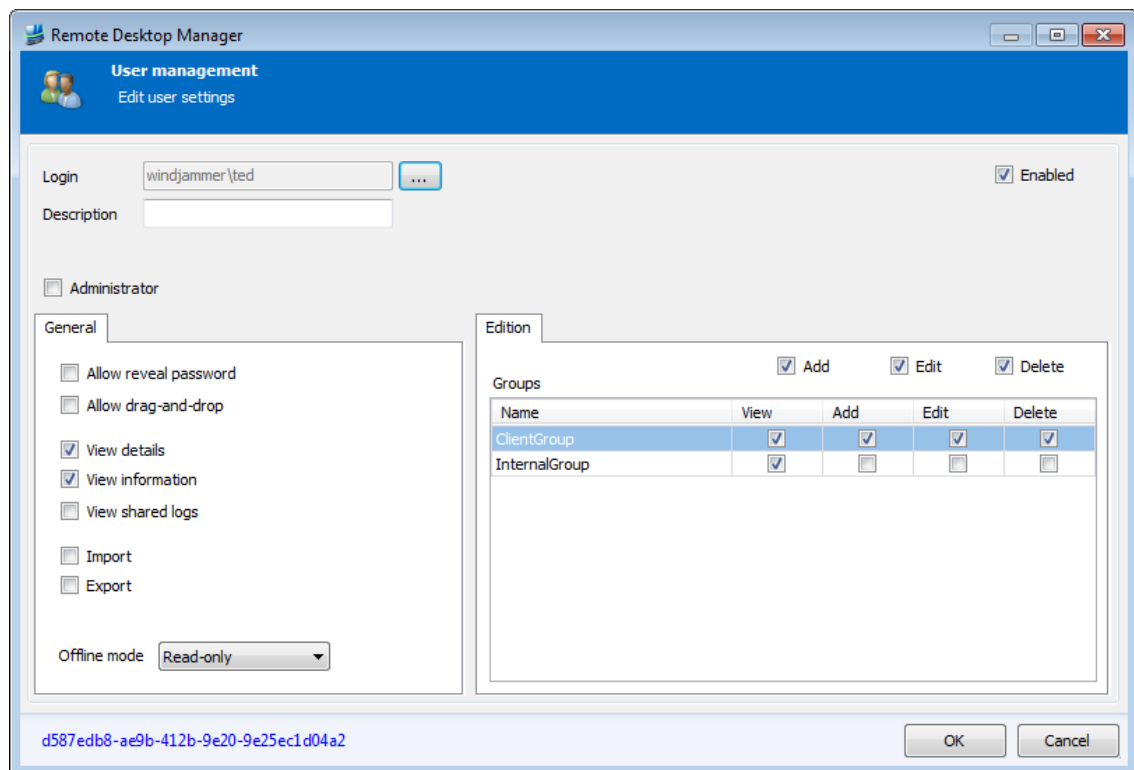 Remote Desktop Manager
User management
Edit user settings
Login windjammer\ted ... Enabled
Description
Administrator
General
Allow reveal password
Allow drag-and-drop
View details
View information
View shared logs
Import
Export
Offline mode Read-only
Edition
Add Edit Delete
Groups
Name View Add Edit Delete
ClientGroup
InternalGroup
d587edb8-ae9b-412b-9e20-9e25ec1d04a2 OK Cancel